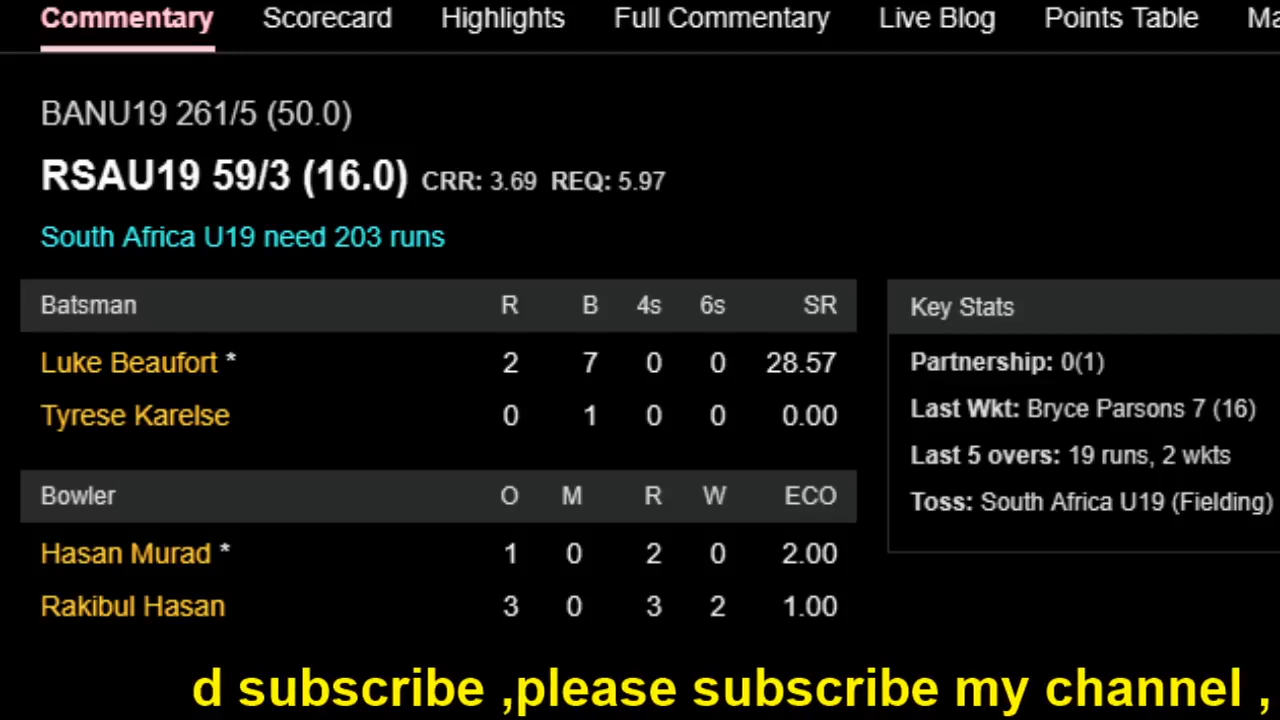 Commentary Scorecard Highlights Full Commentary Live Blog Points Table Ma
BANU19 261/5 (50.0)
RSAU19 59/3 (16.0) CRR: 3.69 REQ: 5.97
South Africa U19 need 203 runs
Batsman R B 4s 6s SR
Luke Beaufort * 2 7 0 0 28.57
Tyrese Karelse 0 1 0 0 0.00
Bowler O M R W ECO
Hasan Murad * 1 0 2 0 2.00
Rakibul Hasan 3 0 3 2 1.00
Key Stats
Partnership: 0(1)
Last Wkt: Bryce Parsons 7 (16)
Last 5 overs: 19 runs, 2 wkts
Toss: South Africa U19 (Fielding)
d subscribe ,please subscribe my channel ,